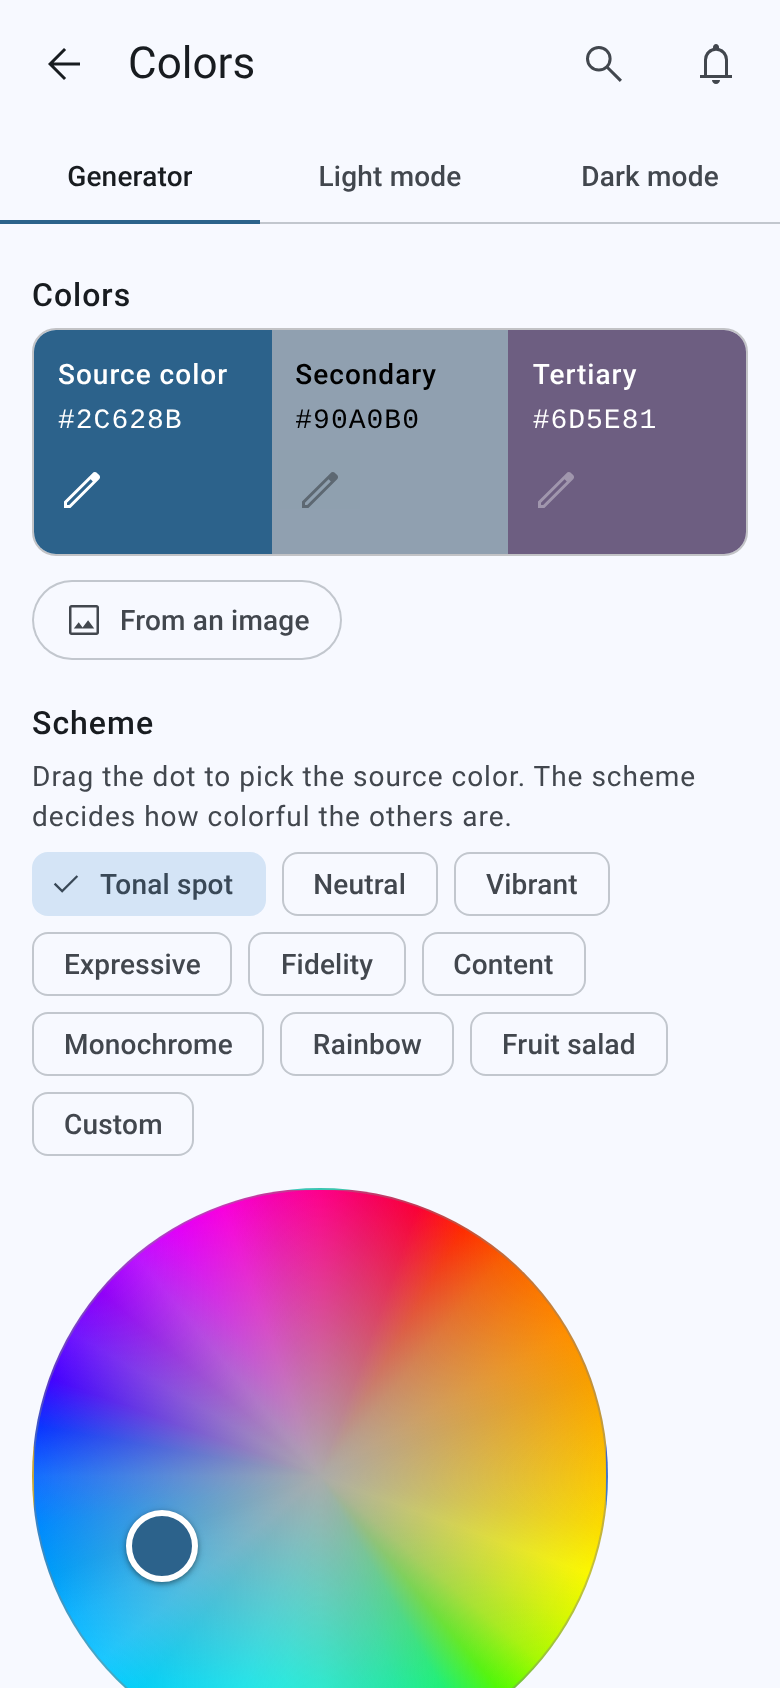 Colors
Generator
Light mode
Dark mode
Colors
Source color
#2C628B
Secondary
#90A0B0
Tertiary
#6D5E81
From an image
Scheme
Drag the dot to pick the source color. The scheme
decides how colorful the others are.
Tonal spot
Neutral
Vibrant
Expressive
Fidelity
Content
Monochrome
Rainbow
Fruit salad
Custom